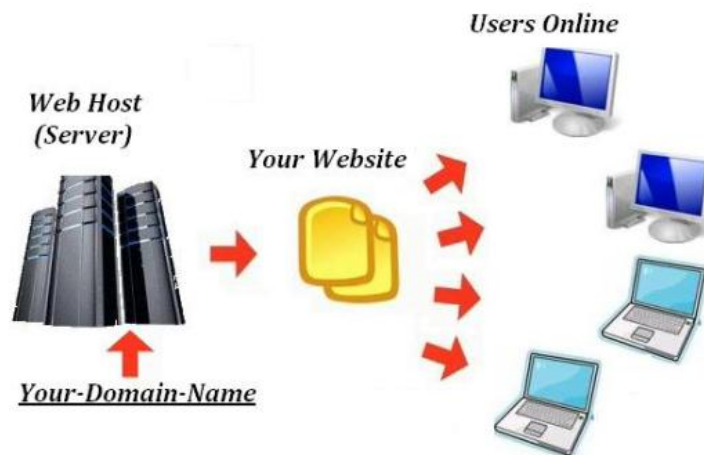 Users Online
Web Host
(Server)
Your Website
Your-Domain-Name